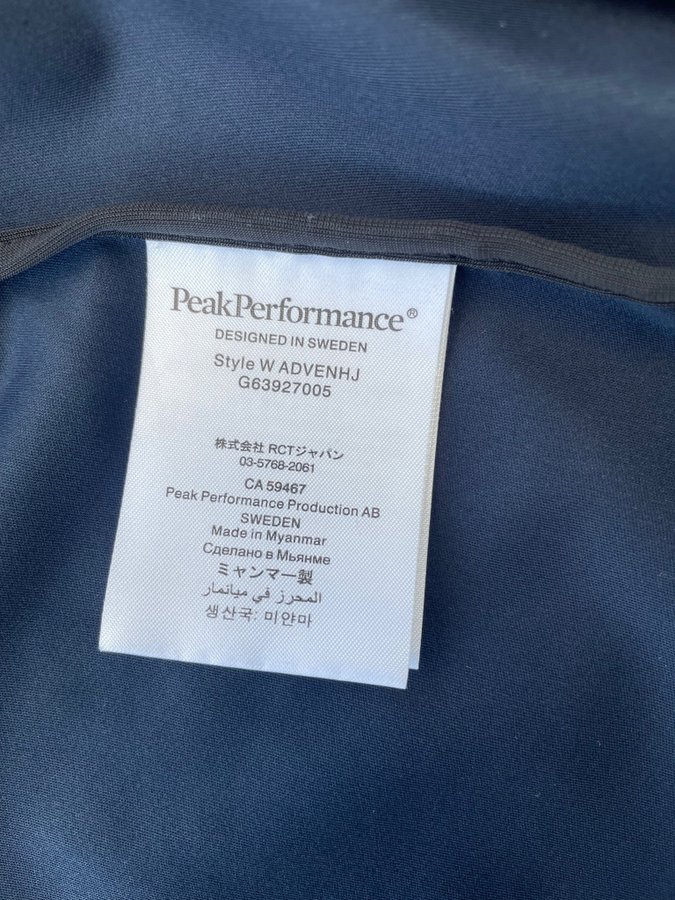 PeakPerformance®
DESIGNED IN SWEDEN
Style W ADVENHJ
G63927005
株式会社 RCTジャパン
03-5768-2061
CA 59467
Peak Performance Production AB
SWEDEN
Made in Myanmar
Сделано в Мьянме
ミャンマー製
المحرز في ميانمار
생산국: 미얀마